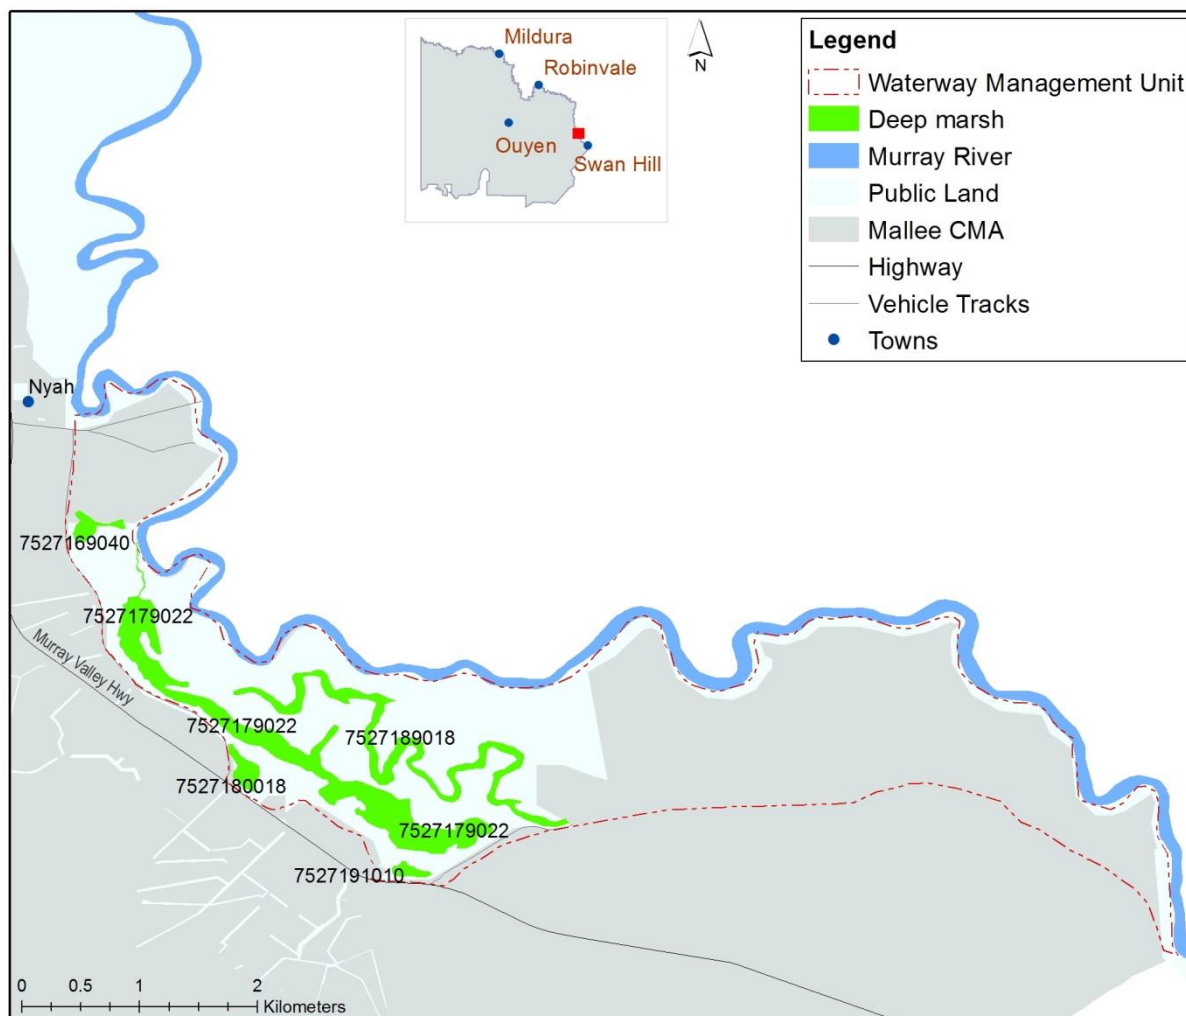 Mildura
Robinvale
Ouyen
Swan Hill
N
Legend
Waterway Management Unit
Deep marsh
Murray River
Public Land
Mallee CMA
Highway
Vehicle Tracks
Towns
Nyah
7527169040
7527179022
Murray Valley Hwy
7527179022
7527189018
7527180018
7527179022
7527191010
0 0.5 1 2
Kilometers